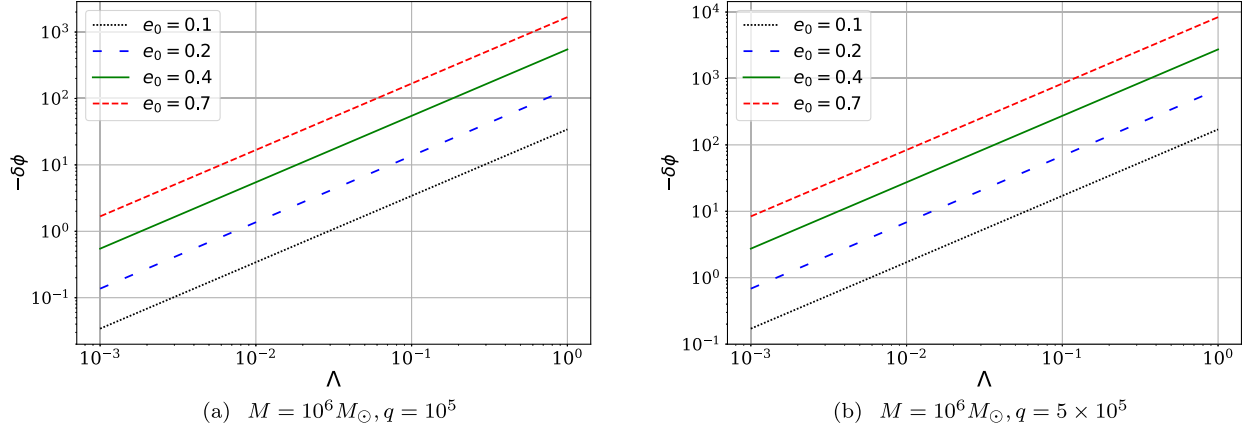 10³
10²
10¹
10⁰
10⁻¹
−δϕ
e₀ = 0.1
e₀ = 0.2
e₀ = 0.4
e₀ = 0.7
10⁻³ 10⁻² 10⁻¹ 10⁰
Λ
(a) M = 10⁶M⊙, q = 10⁵
10⁴
10³
10²
10¹
10⁰
10⁻¹
−δϕ
e₀ = 0.1
e₀ = 0.2
e₀ = 0.4
e₀ = 0.7
10⁻³ 10⁻² 10⁻¹ 10⁰
Λ
(b) M = 10⁶M⊙, q = 5 × 10⁵